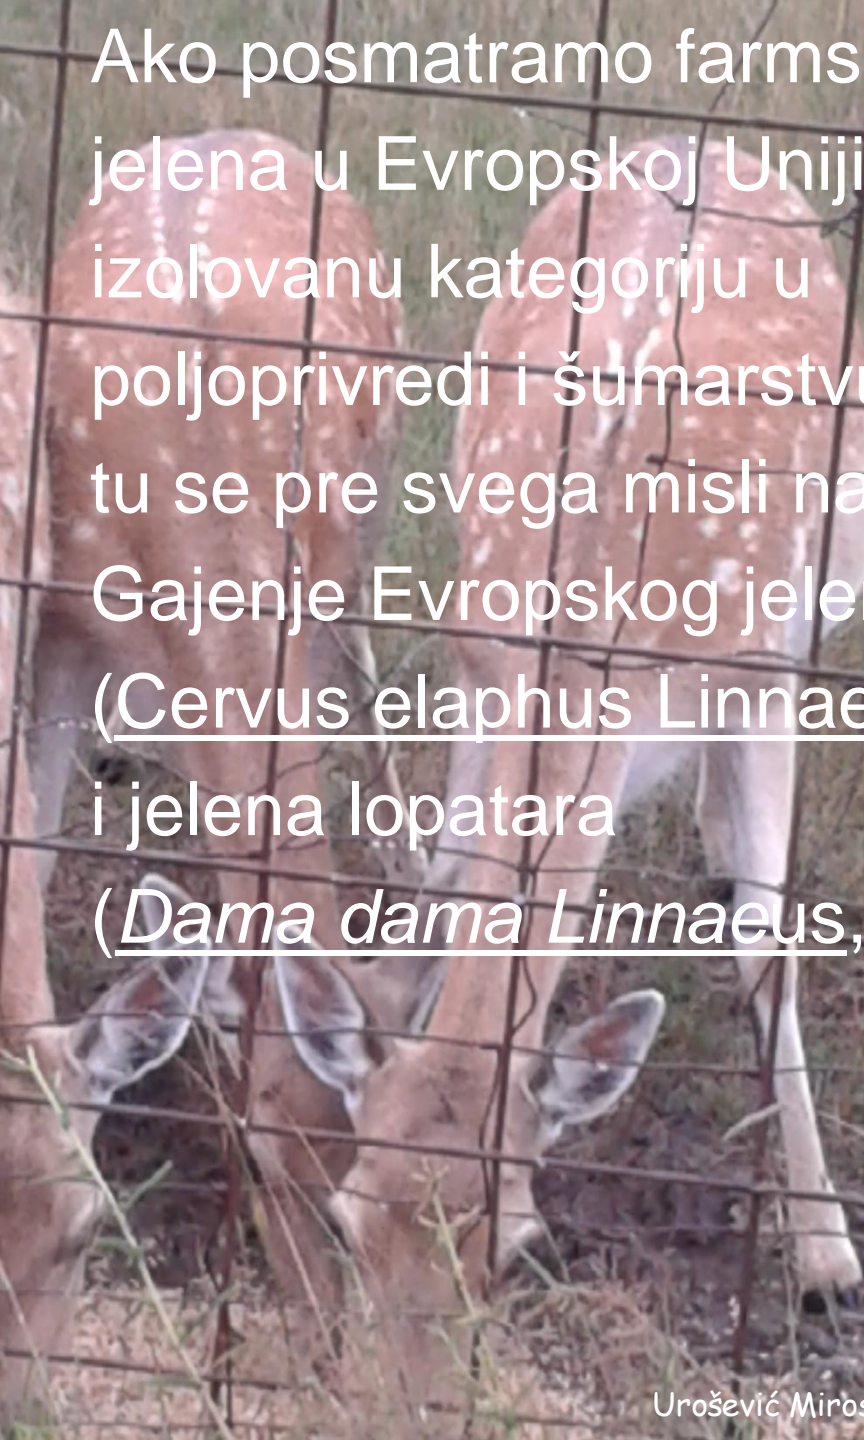 Ako posmatramo farms
jelena u Evropskoj Uniji
izolovanu kategoriju u
poljoprivredi i šumarstvu
tu se pre svega misli na
Gajenje Evropskog jele
(Cervus elaphus Linnae
i jelena lopatara
(Dama dama Linnaeus,
Urošević Miros